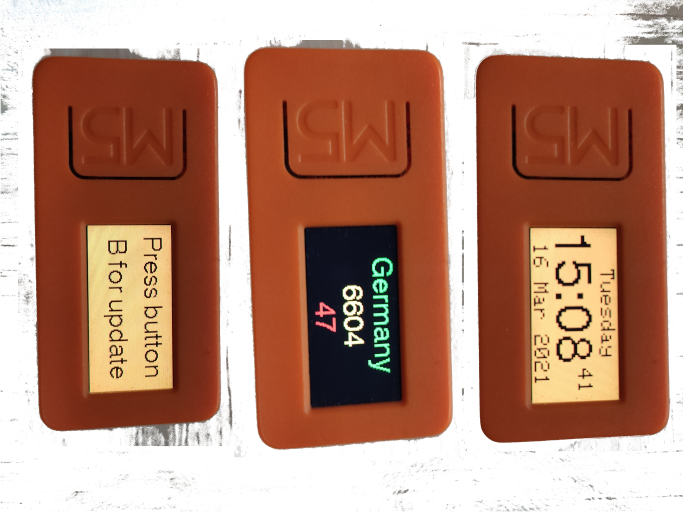 M5
Press button
B for update
M5
Germany
6604
47
M5
Tuesday
15:08 41
16 Mar 2021